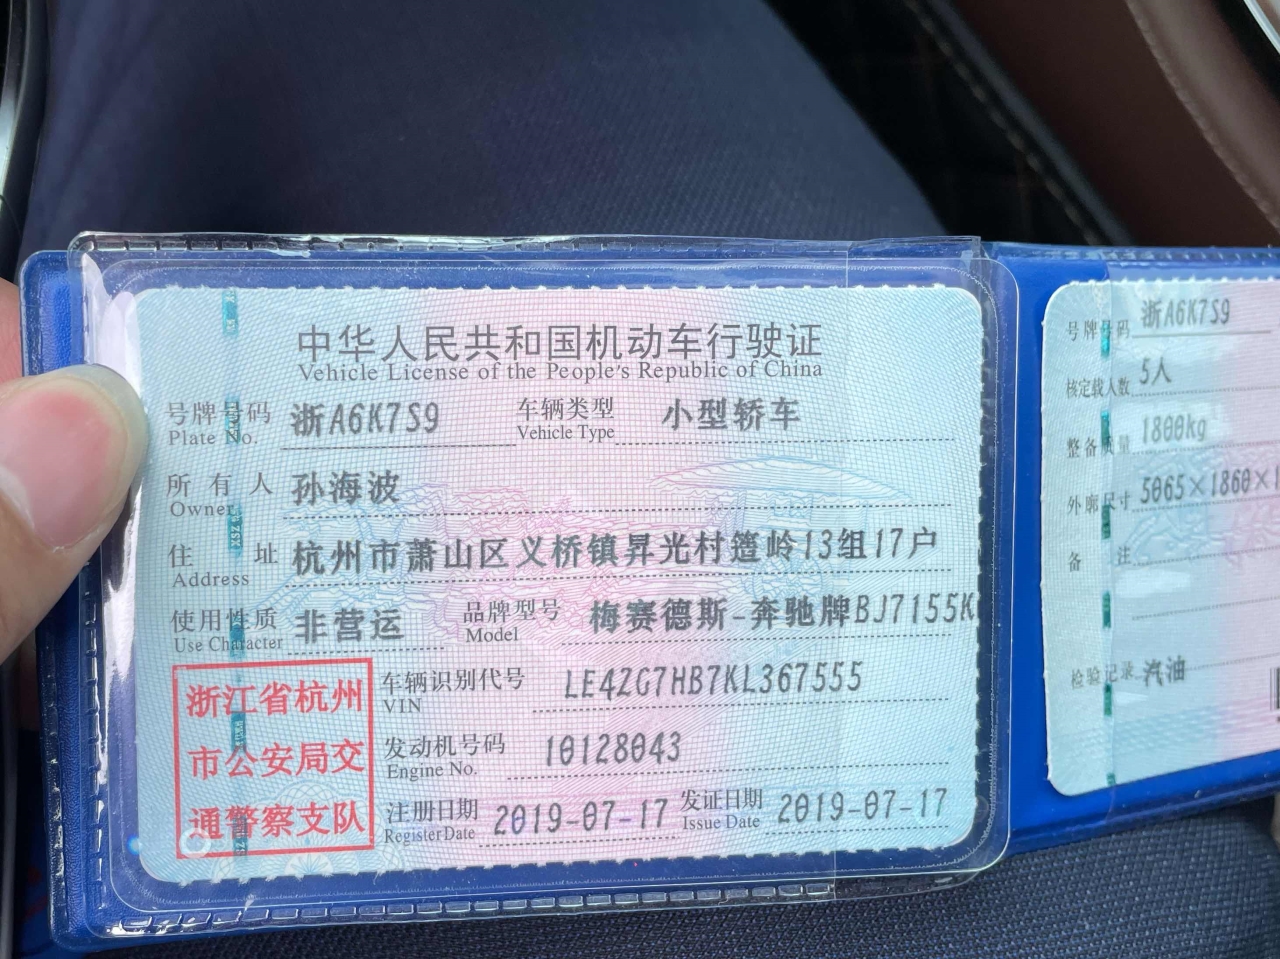 中华人民共和国机动车行驶证
Vehicle License of the People's Republic of China
号牌号码 浙A6K7S9 车辆类型 小型轿车
Plate No. Vehicle Type
所有人 孙海波
Owner
住址 杭州市萧山区义桥镇昇光村篁岭13组17户
Address
使用性质 非营运 品牌型号 梅赛德斯-奔驰牌BJ7155K
Use Character Model
浙江省杭州
市公安局交
通警察支队
车辆识别代号 LE4ZG7HB7KL367555
VIN
发动机号码 10128043
Engine No.
注册日期 2019-07-17 发证日期 2019-07-17
Register Date Issue Date
号牌号码 浙A6K7S9
核定载人数 5人
整备质量 1800kg
外廓尺寸 5065×1860×1
备注
检验记录 汽油